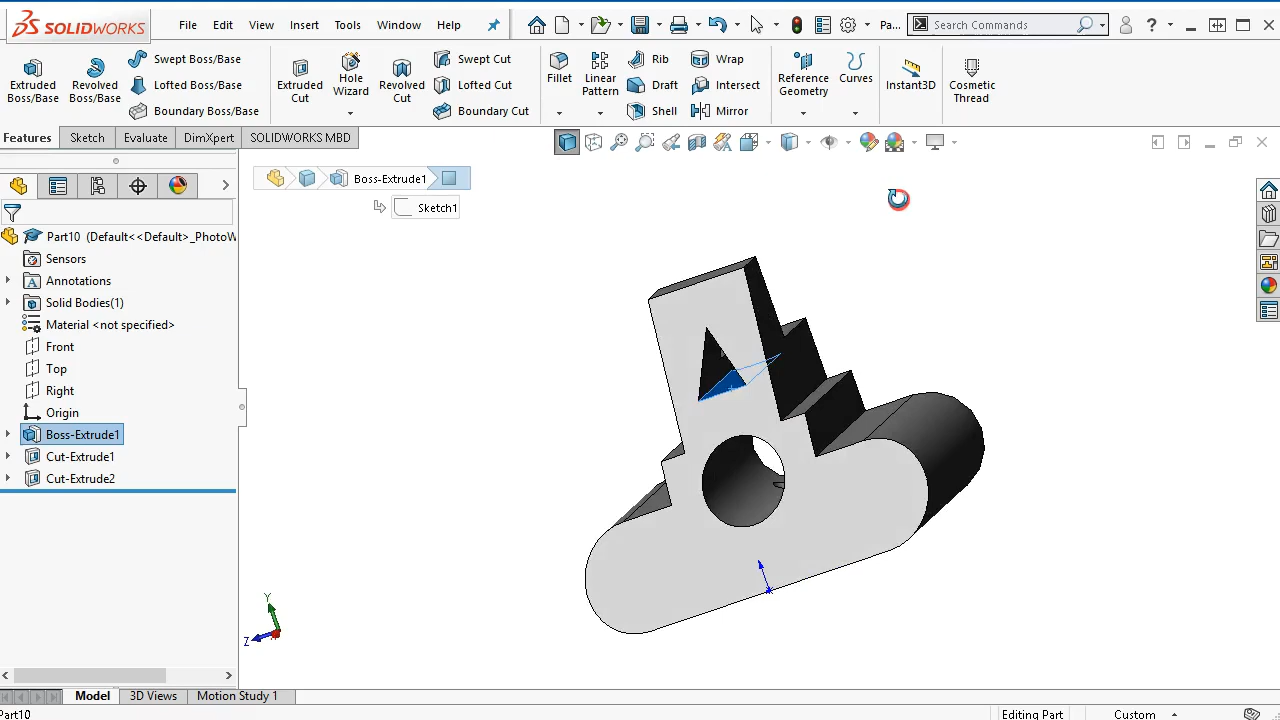 SOLIDWORKS File Edit View Insert Tools Window Help Pa... Search Commands ?
Extruded Boss/Base
Revolved Boss/Base
Swept Boss/Base
Lofted Boss/Base
Boundary Boss/Base
Extruded Cut
Hole Wizard
Revolved Cut
Swept Cut
Lofted Cut
Boundary Cut
Fillet
Linear Pattern
Rib
Draft
Shell
Wrap
Intersect
Mirror
Reference Geometry
Curves
Instant3D
Cosmetic Thread
Features Sketch Evaluate DimXpert SOLIDWORKS MBD
Boss-Extrude1
Sketch1
Part10 (Default<<Default>_PhotoW
Sensors
Annotations
Solid Bodies(1)
Material <not specified>
Front
Top
Right
Origin
Boss-Extrude1
Cut-Extrude1
Cut-Extrude2
Y
Z
Model 3D Views Motion Study 1
Part10 Editing Part Custom